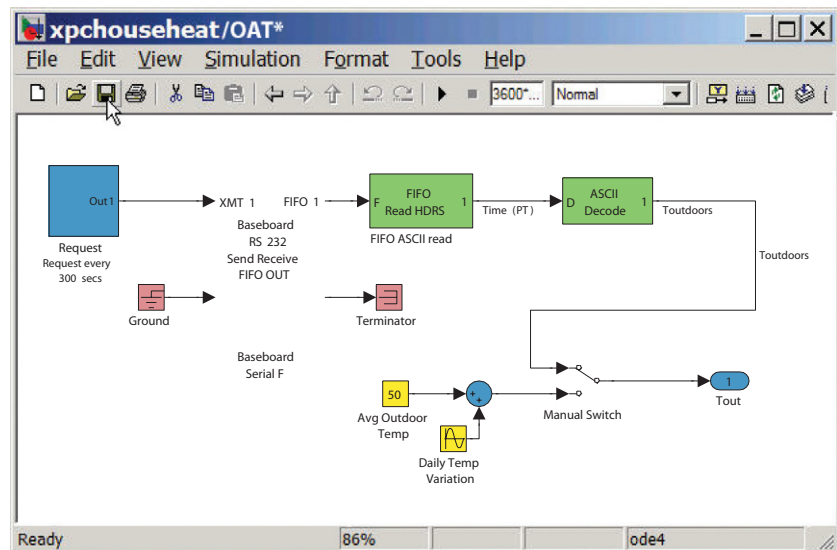 xpchouseheat/OAT*
File Edit View Simulation Format Tools Help
3600*... Normal
Out1
XMT 1 FIFO 1
F FIFO Read HDRS 1
Time (PT)
D ASCII Decode 1
Toutdoors
Baseboard
RS 232
Send Receive
FIFO OUT
FIFO ASCII read
Request
Request every
300 secs
Toutdoors
Ground
Terminator
Baseboard
Serial F
50
+
+
1
Avg Outdoor
Temp
Manual Switch
Tout
Daily Temp
Variation
Ready 86% ode4